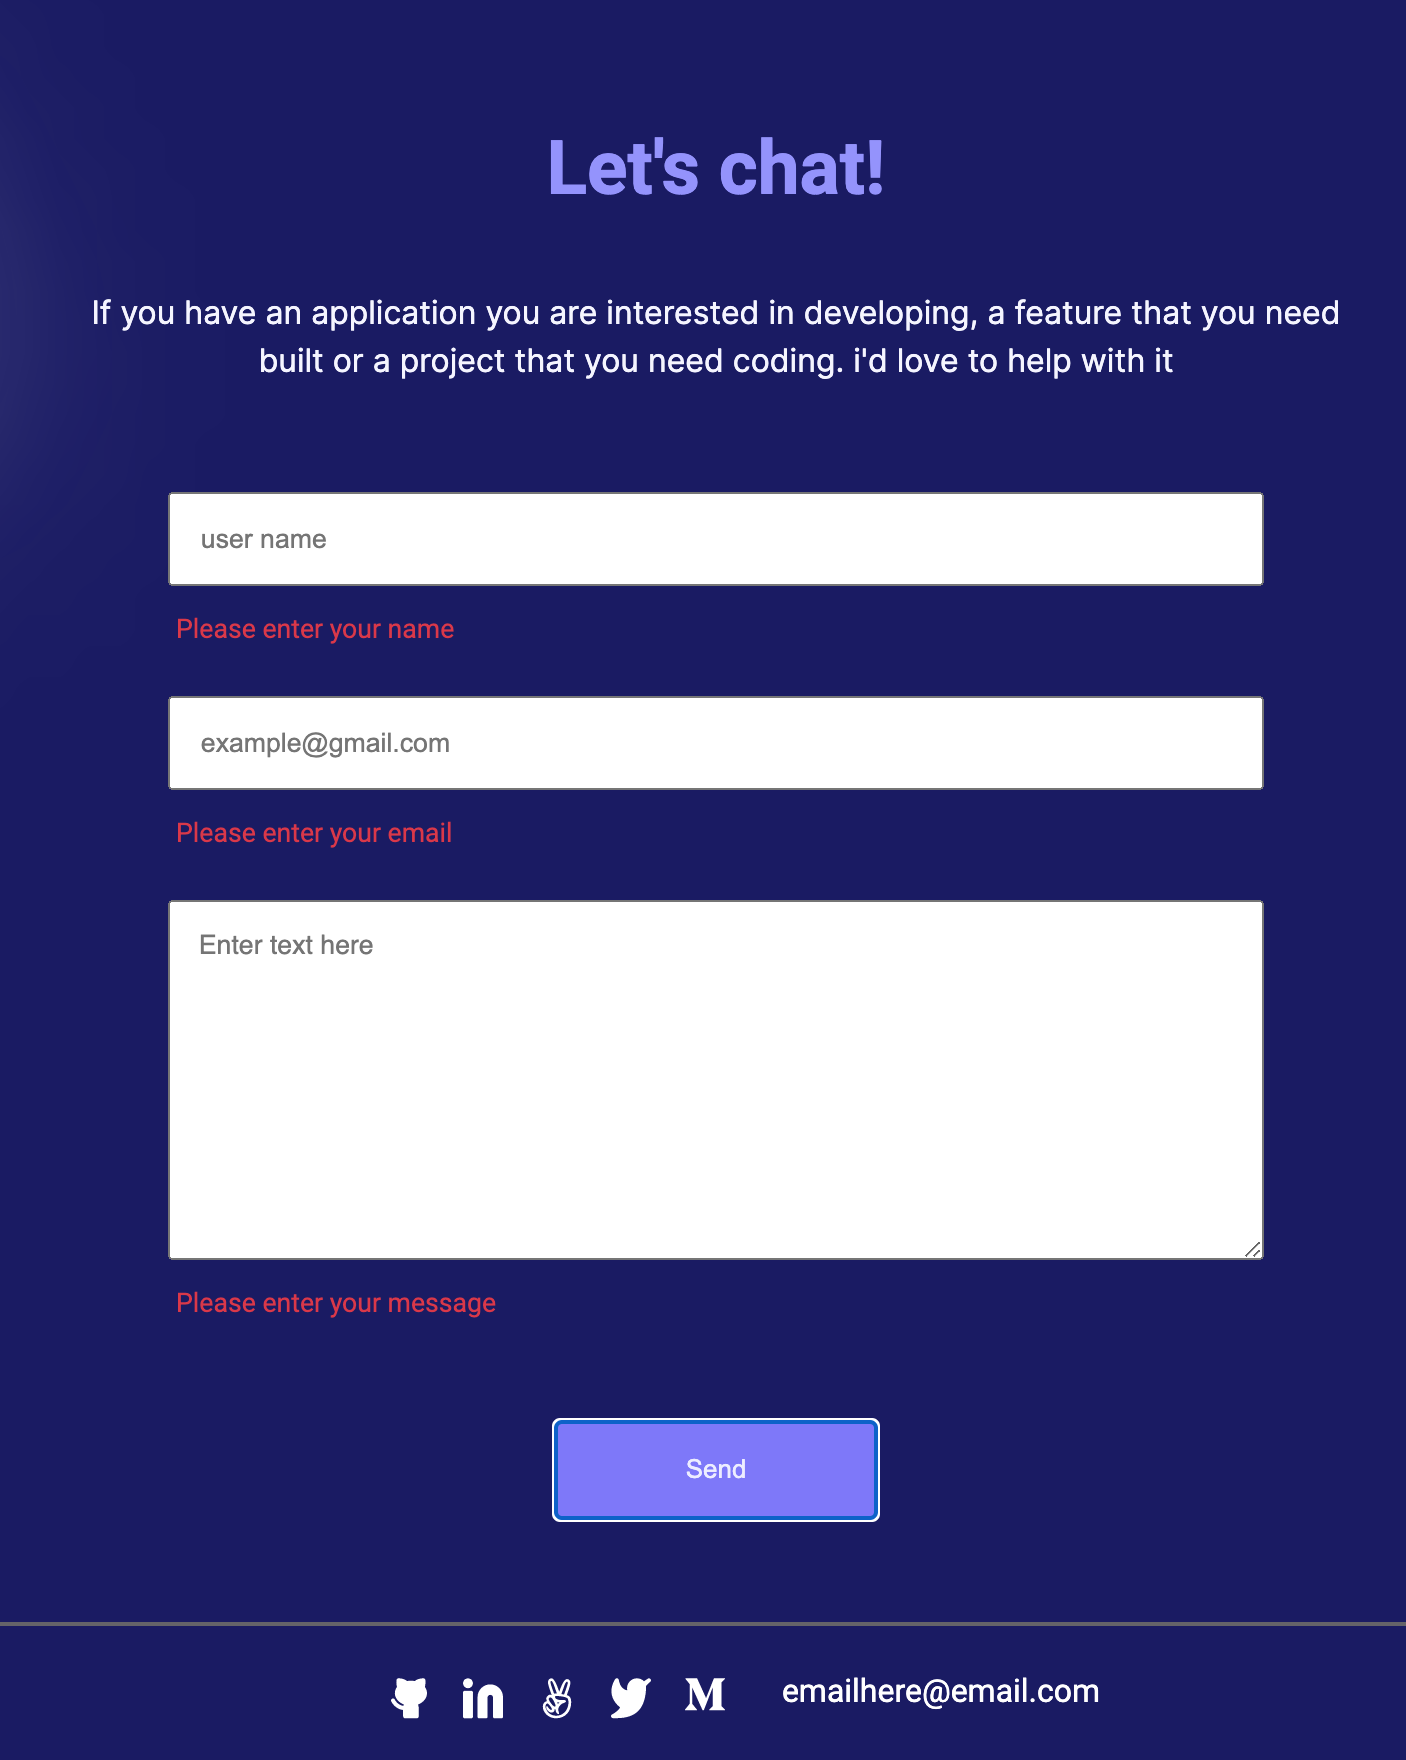 Let's chat!
If you have an application you are interested in developing, a feature that you need
built or a project that you need coding. i'd love to help with it
user name
Please enter your name
example@gmail.com
Please enter your email
Enter text here
Please enter your message
Send
emailhere@email.com